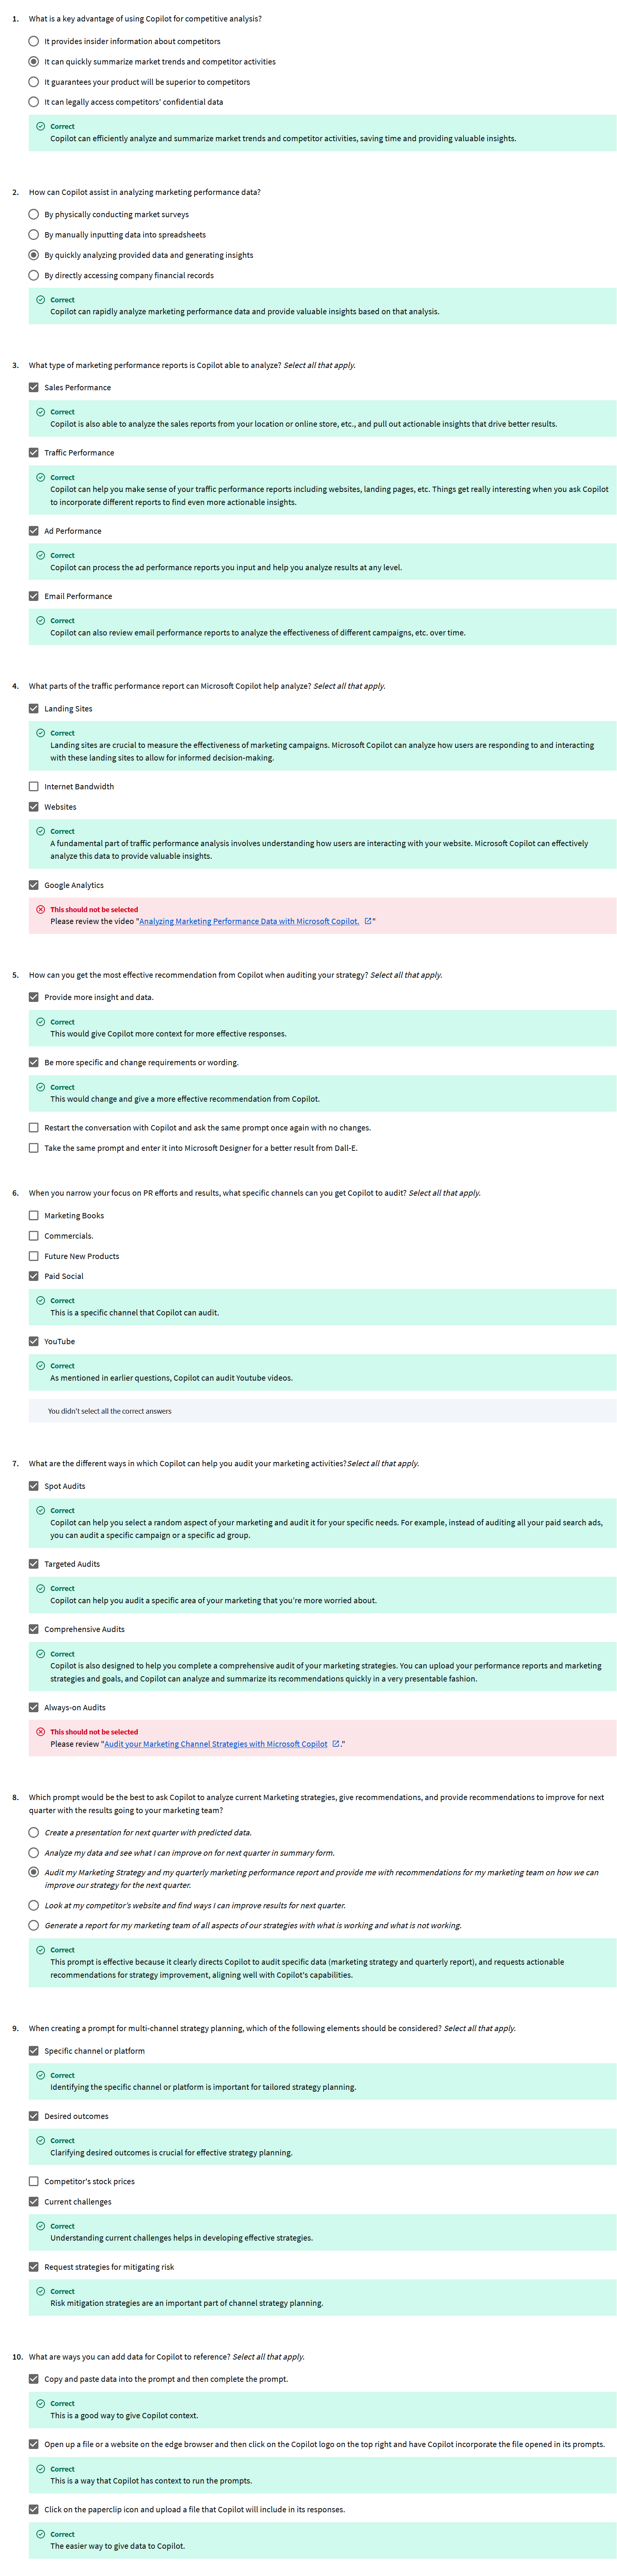 1. What is a key advantage of using Copilot for competitive analysis?
It provides insider information about competitors
It can quickly summarize market trends and competitor activities
It guarantees your product will be superior to competitors
It can legally access competitors' confidential data
Correct
Copilot can efficiently analyze and summarize market trends and competitor activities, saving time and providing valuable insights.
2. How can Copilot assist in analyzing marketing performance data?
By physically conducting market surveys
By manually inputting data into spreadsheets
By quickly analyzing provided data and generating insights
By directly accessing company financial records
Correct
Copilot can rapidly analyze marketing performance data and provide valuable insights based on that analysis.
3. What type of marketing performance reports is Copilot able to analyze? Select all that apply.
Sales Performance
Correct
Copilot is also able to analyze the sales reports from your location or online store, etc., and pull out actionable insights that drive better results.
Traffic Performance
Correct
Copilot can help you make sense of your traffic performance reports including websites, landing pages, etc. Things get really interesting when you ask Copilot
to incorporate different reports to find even more actionable insights.
Ad Performance
Correct
Copilot can process the ad performance reports you input and help you analyze results at any level.
Email Performance
Correct
Copilot can also review email performance reports to analyze the effectiveness of different campaigns, etc. over time.
4. What parts of the traffic performance report can Microsoft Copilot help analyze? Select all that apply.
Landing Sites
Correct
Landing sites are crucial to measure the effectiveness of marketing campaigns. Microsoft Copilot can analyze how users are responding to and interacting
with these landing sites to allow for informed decision-making.
Internet Bandwidth
Websites
Correct
A fundamental part of traffic performance analysis involves understanding how users are interacting with your website. Microsoft Copilot can effectively
analyze this data to provide valuable insights.
Google Analytics
This should not be selected
Please review the video "Analyzing Marketing Performance Data with Microsoft Copilot. "
5. How can you get the most effective recommendation from Copilot when auditing your strategy? Select all that apply.
Provide more insight and data.
Correct
This would give Copilot more context for more effective responses.
Be more specific and change requirements or wording.
Correct
This would change and give a more effective recommendation from Copilot.
Restart the conversation with Copilot and ask the same prompt once again with no changes.
Take the same prompt and enter it into Microsoft Designer for a better result from Dall-E.
6. When you narrow your focus on PR efforts and results, what specific channels can you get Copilot to audit? Select all that apply.
Marketing Books
Commercials.
Future New Products
Paid Social
Correct
This is a specific channel that Copilot can audit.
YouTube
Correct
As mentioned in earlier questions, Copilot can audit Youtube videos.
You didn't select all the correct answers
7. What are the different ways in which Copilot can help you audit your marketing activities?Select all that apply.
Spot Audits
Correct
Copilot can help you select a random aspect of your marketing and audit it for your specific needs. For example, instead of auditing all your paid search ads,
you can audit a specific campaign or a specific ad group.
Targeted Audits
Correct
Copilot can help you audit a specific area of your marketing that you're more worried about.
Comprehensive Audits
Correct
Copilot is also designed to help you complete a comprehensive audit of your marketing strategies. You can upload your performance reports and marketing
strategies and goals, and Copilot can analyze and summarize its recommendations quickly in a very presentable fashion.
Always-on Audits
This should not be selected
Please review "Audit your Marketing Channel Strategies with Microsoft Copilot ."
8. Which prompt would be the best to ask Copilot to analyze current Marketing strategies, give recommendations, and provide recommendations to improve for next
quarter with the results going to your marketing team?
Create a presentation for next quarter with predicted data.
Analyze my data and see what I can improve on for next quarter in summary form.
Audit my Marketing Strategy and my quarterly marketing performance report and provide me with recommendations for my marketing team on how we can
improve our strategy for the next quarter.
Look at my competitor's website and find ways I can improve results for next quarter.
Generate a report for my marketing team of all aspects of our strategies with what is working and what is not working.
Correct
This prompt is effective because it clearly directs Copilot to audit specific data (marketing strategy and quarterly report), and requests actionable
recommendations for strategy improvement, aligning well with Copilot's capabilities.
9. When creating a prompt for multi-channel strategy planning, which of the following elements should be considered? Select all that apply.
Specific channel or platform
Correct
Identifying the specific channel or platform is important for tailored strategy planning.
Desired outcomes
Correct
Clarifying desired outcomes is crucial for effective strategy planning.
Competitor's stock prices
Current challenges
Correct
Understanding current challenges helps in developing effective strategies.
Request strategies for mitigating risk
Correct
Risk mitigation strategies are an important part of channel strategy planning.
10. What are ways you can add data for Copilot to reference? Select all that apply.
Copy and paste data into the prompt and then complete the prompt.
Correct
This is a good way to give Copilot context.
Open up a file or a website on the edge browser and then click on the Copilot logo on the top right and have Copilot incorporate the file opened in its prompts.
Correct
This is a way that Copilot has context to run the prompts.
Click on the paperclip icon and upload a file that Copilot will include in its responses.
Correct
The easier way to give data to Copilot.